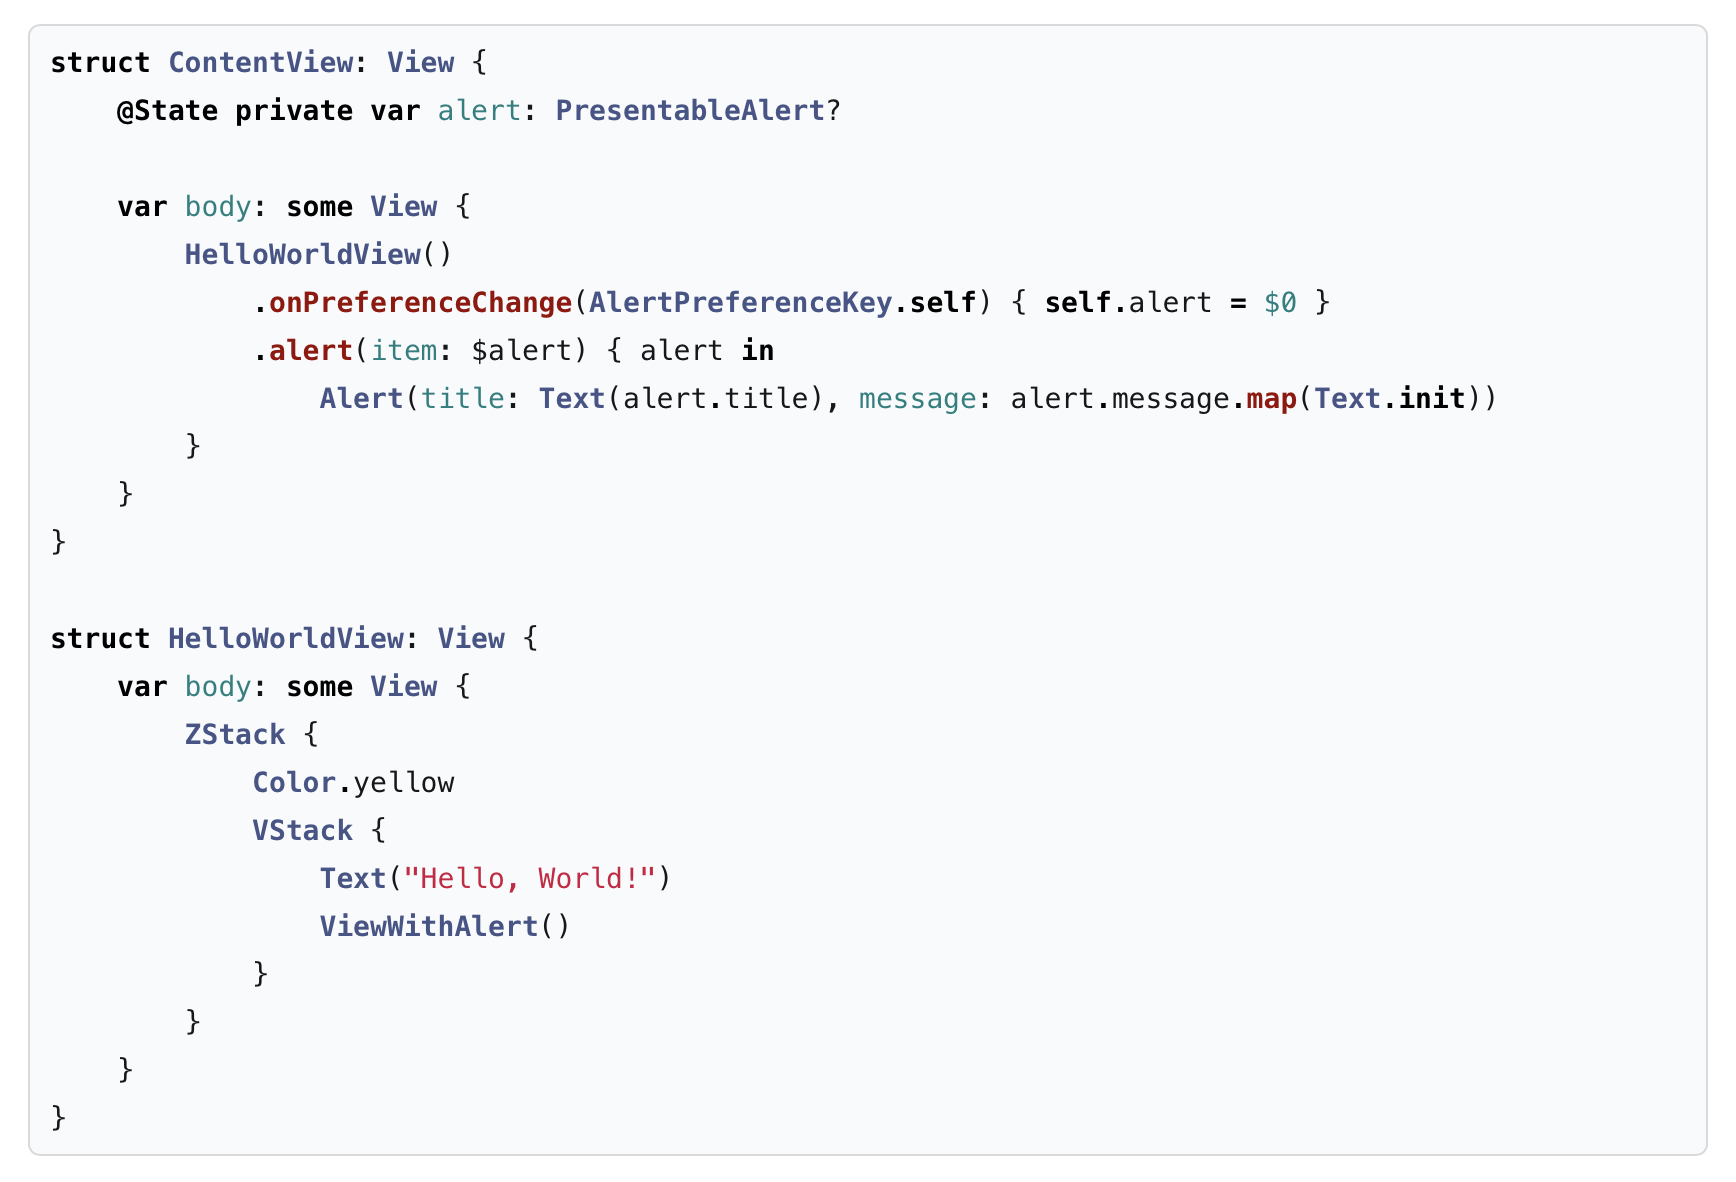 struct ContentView: View {
    @State private var alert: PresentableAlert?

    var body: some View {
        HelloWorldView()
            .onPreferenceChange(AlertPreferenceKey.self) { self.alert = $0 }
            .alert(item: $alert) { alert in
                Alert(title: Text(alert.title), message: alert.message.map(Text.init))
        }
    }
}

struct HelloWorldView: View {
    var body: some View {
        ZStack {
            Color.yellow
            VStack {
                Text("Hello, World!")
                ViewWithAlert()
            }
        }
    }
}